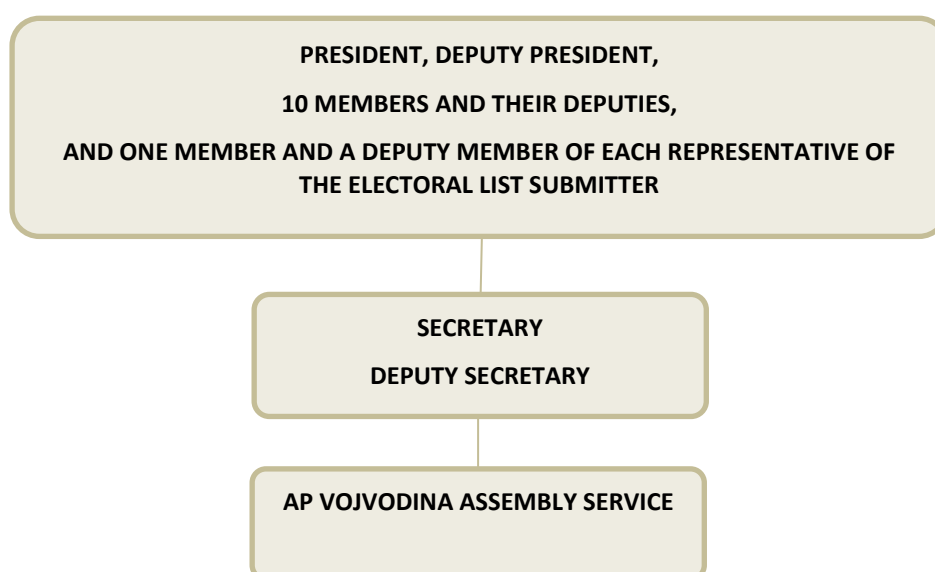 PRESIDENT, DEPUTY PRESIDENT,
10 MEMBERS AND THEIR DEPUTIES,
AND ONE MEMBER AND A DEPUTY MEMBER OF EACH REPRESENTATIVE OF
THE ELECTORAL LIST SUBMITTER
SECRETARY
DEPUTY SECRETARY
AP VOJVODINA ASSEMBLY SERVICE